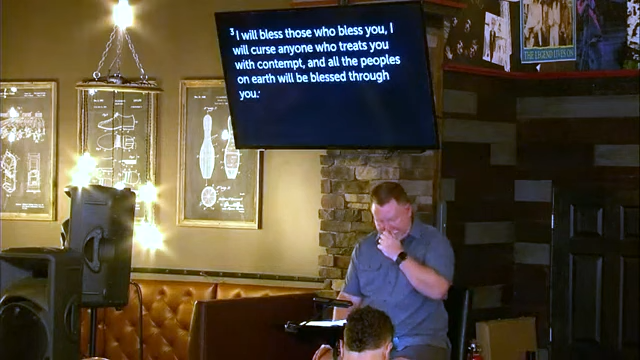 ³I will bless those who bless you, I
will curse anyone who treats you
with contempt, and all the peoples
on earth will be blessed through
you.'
THE LEGEND LIVES ON